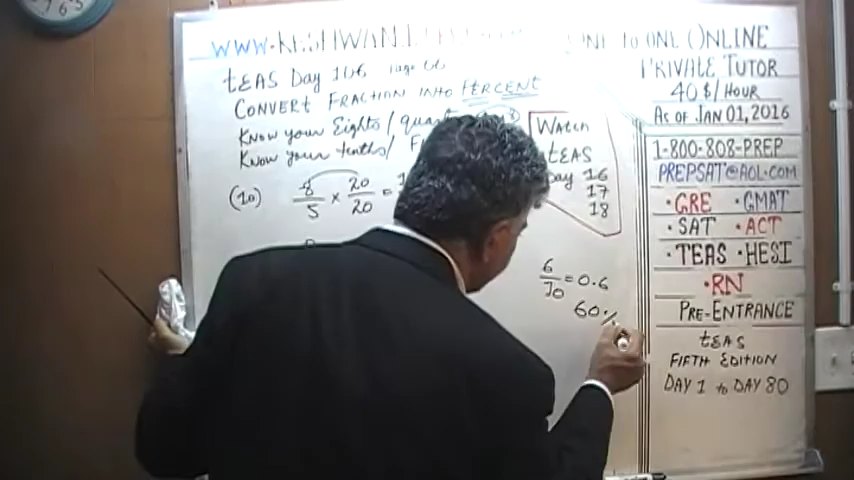 ONE TO ONE ONLINE
PRIVATE TUTOR
40 $/HOUR
AS OF JAN 01, 2016
1-800-808-PREP
PREPSAT@AOL.COM
• GRE • GMAT
• SAT • ACT
• TEAS • HESI
• RN
PRE-ENTRANCE
tEAS
FIFTH EDITION
DAY 1 to DAY 80
WWW.
tEAS Day 106
CONVERT FRACTION INTO PERCENT
KNOW your Eights/
KNOW your tenths/
WATCH
TEAS
16
17
18
(10) 8/5 × 20/20 =
6/10 = 0.6
60%